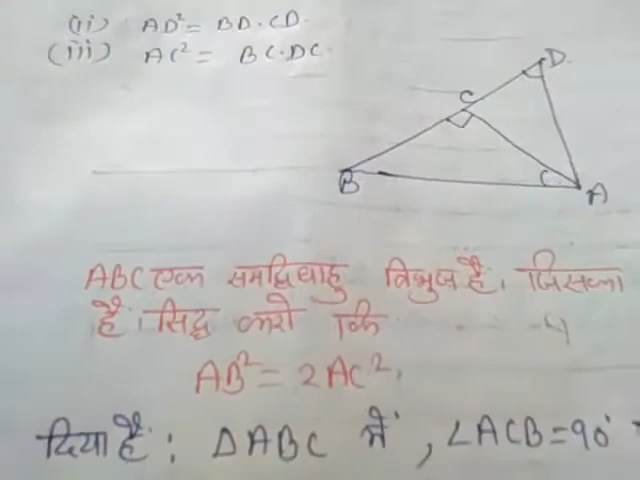 (ii) AD² = BD·CD.
(iii) AC² = BC·DC
D.
C
B
A
ABC एक समद्विबाहु त्रिभुज है। जिसका
है। सिद्ध करो कि
AB² = 2AC².
दिया है: ΔABC में, ∠ACB=90°